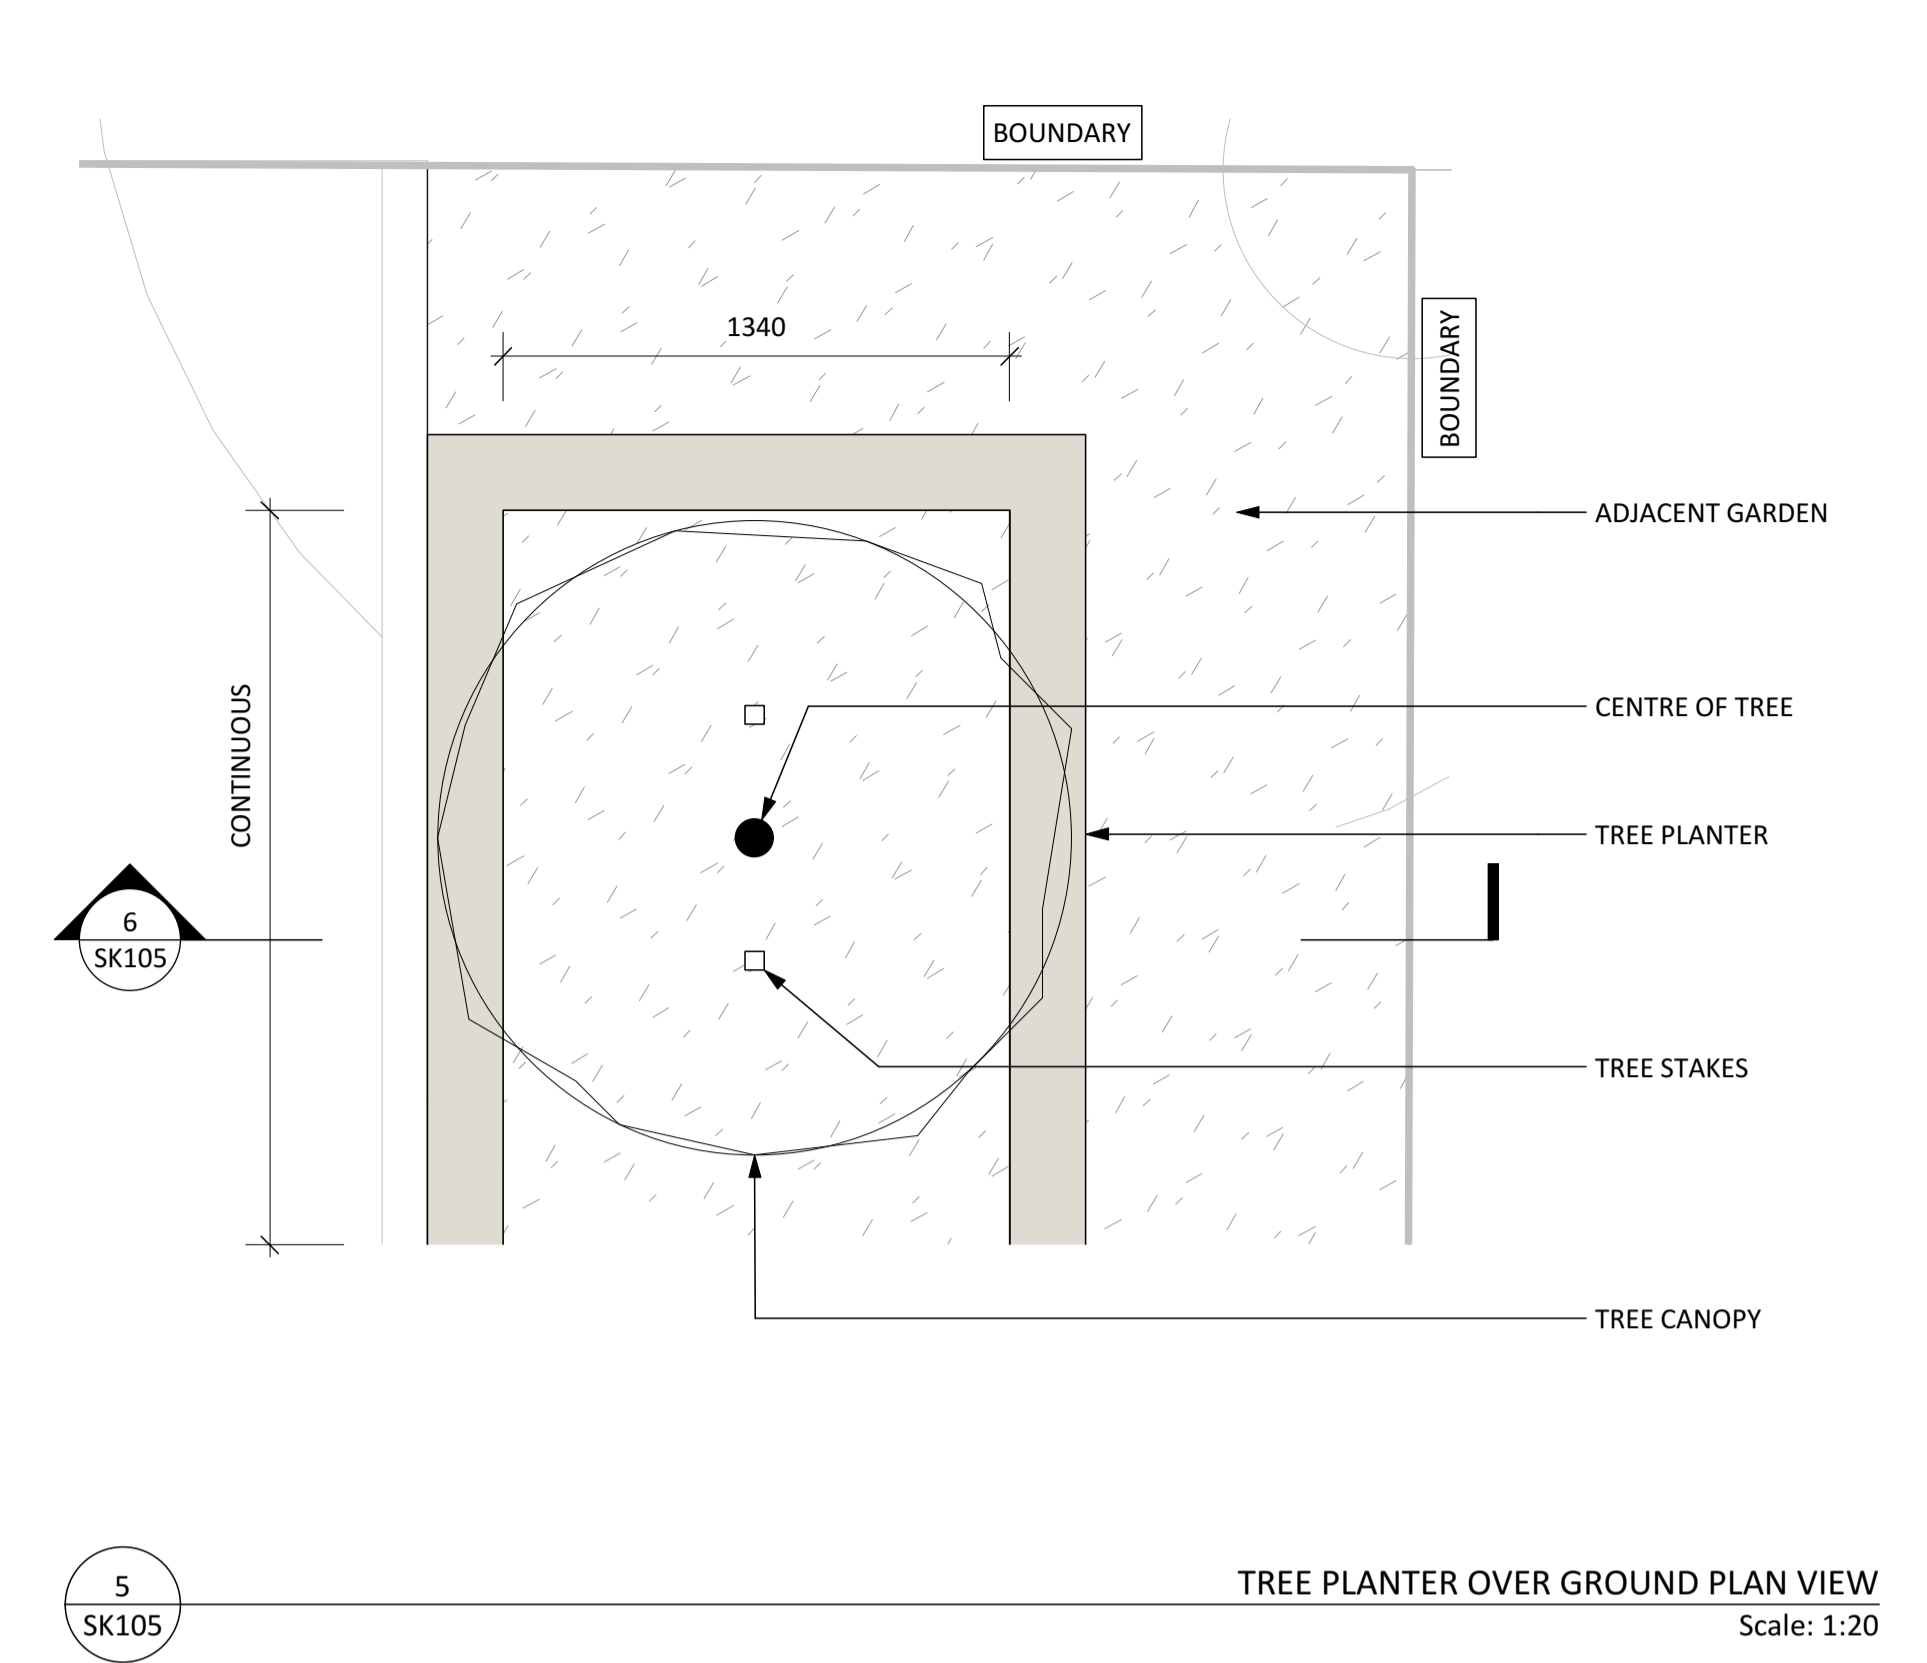 BOUNDARY
1340
BOUNDARY
ADJACENT GARDEN
CENTRE OF TREE
CONTINUOUS
TREE PLANTER
6
SK105
TREE STAKES
TREE CANOPY
5
SK105
TREE PLANTER OVER GROUND PLAN VIEW
Scale: 1:20